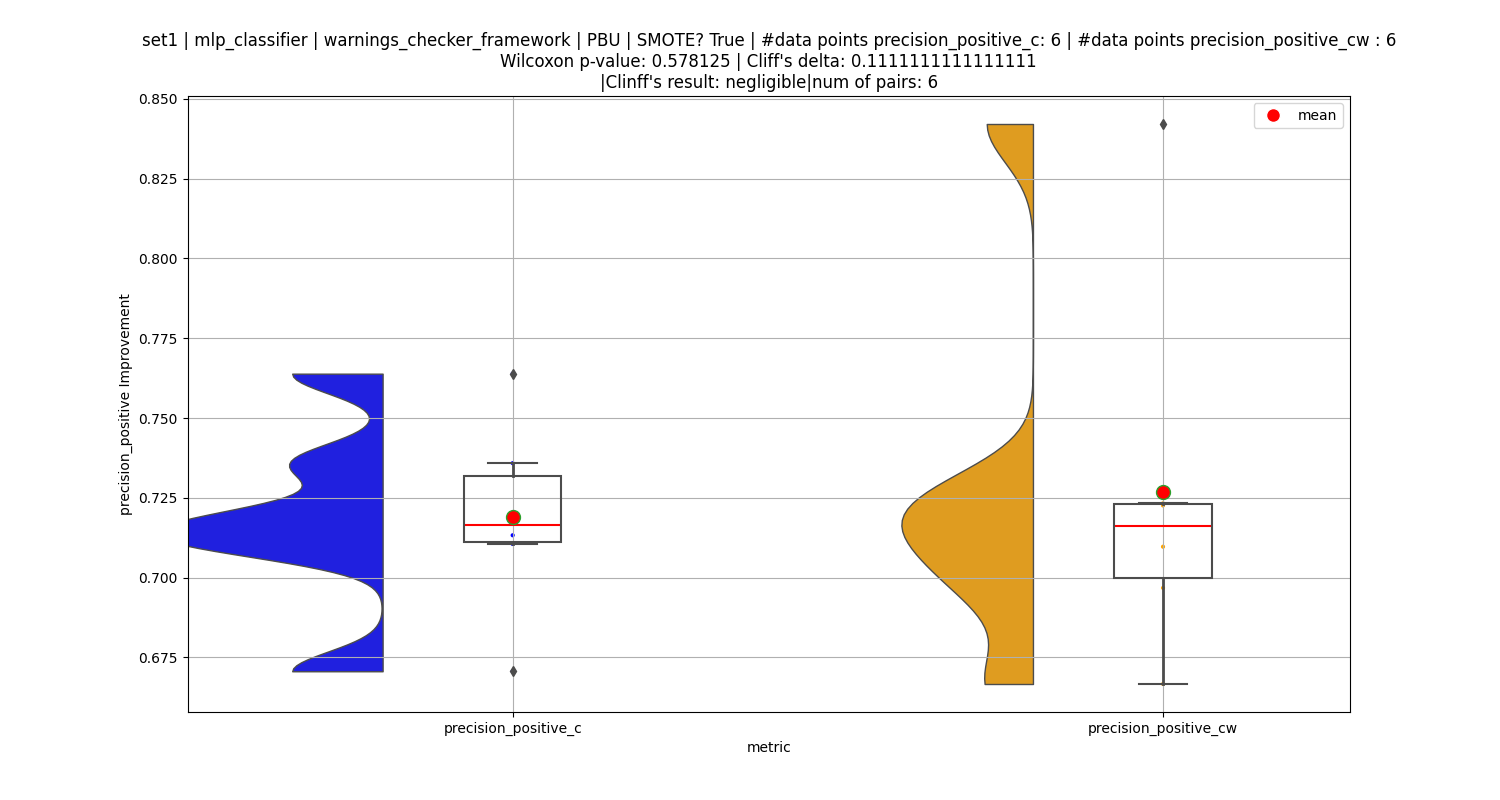 set1 | mlp_classifier | warnings_checker_framework | PBU | SMOTE? True | #data points precision_positive_c: 6 | #data points precision_positive_cw : 6
Wilcoxon p-value: 0.578125 | Cliff's delta: 0.1111111111111111
|Clinff's result: negligible|num of pairs: 6
mean
0.850
0.825
0.800
0.775
0.750
0.725
0.700
0.675
precision_positive Improvement
precision_positive_c
precision_positive_cw
metric